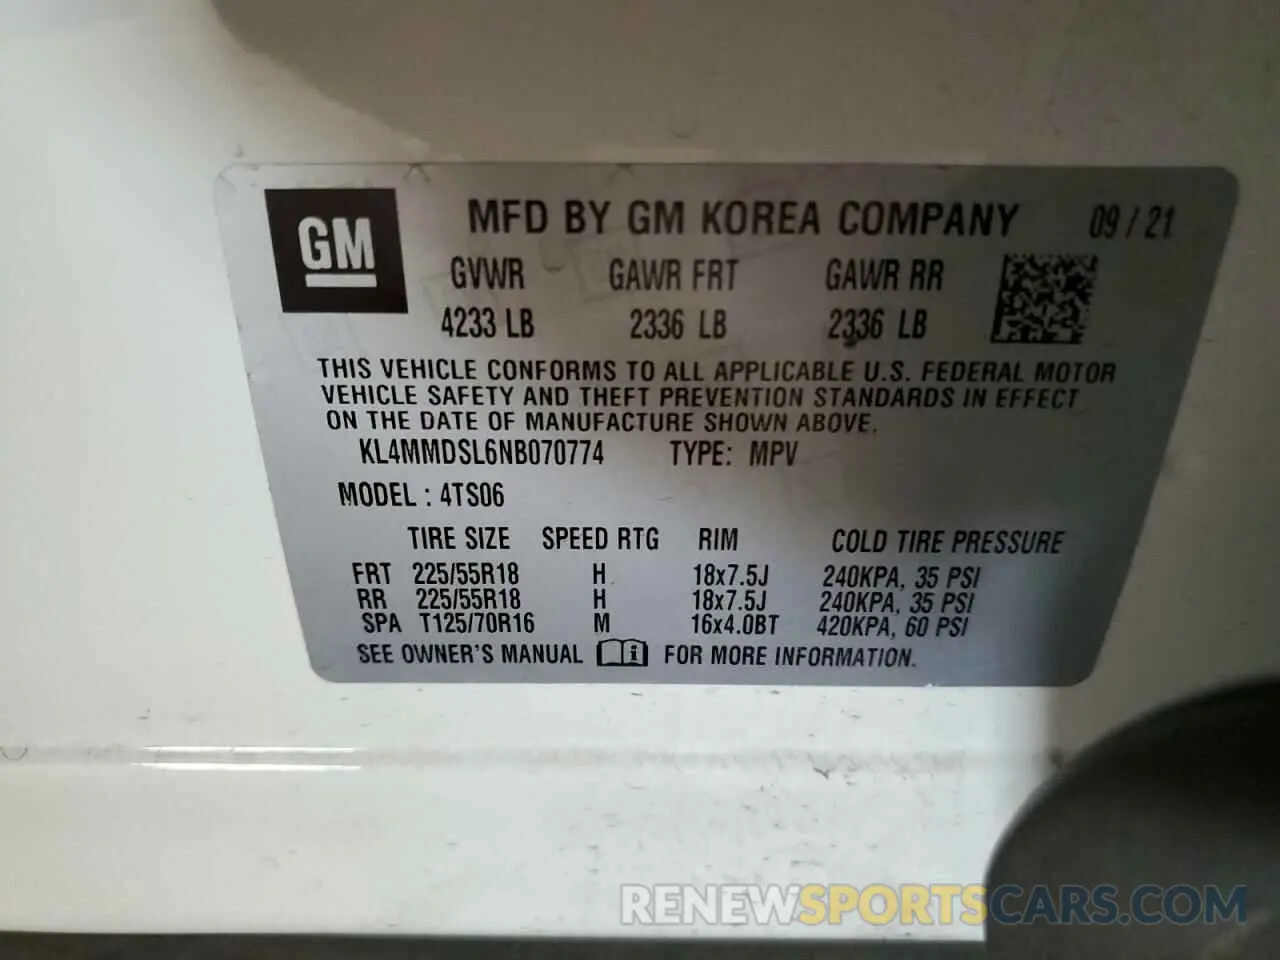 GM
MFD BY GM KOREA COMPANY 09 / 21
GVWR GAWR FRT GAWR RR
4233 LB 2336 LB 2336 LB
THIS VEHICLE CONFORMS TO ALL APPLICABLE U.S. FEDERAL MOTOR
VEHICLE SAFETY AND THEFT PREVENTION STANDARDS IN EFFECT
ON THE DATE OF MANUFACTURE SHOWN ABOVE.
KL4MMDSL6NB070774 TYPE: MPV
MODEL : 4TS06
TIRE SIZE SPEED RTG RIM COLD TIRE PRESSURE
FRT 225/55R18 H 18x7.5J 240KPA, 35 PSI
RR 225/55R18 H 18x7.5J 240KPA, 35 PSI
SPA T125/70R16 M 16x4.0BT 420KPA, 60 PSI
SEE OWNER'S MANUAL FOR MORE INFORMATION.
RENEWSPORTSCARS.COM